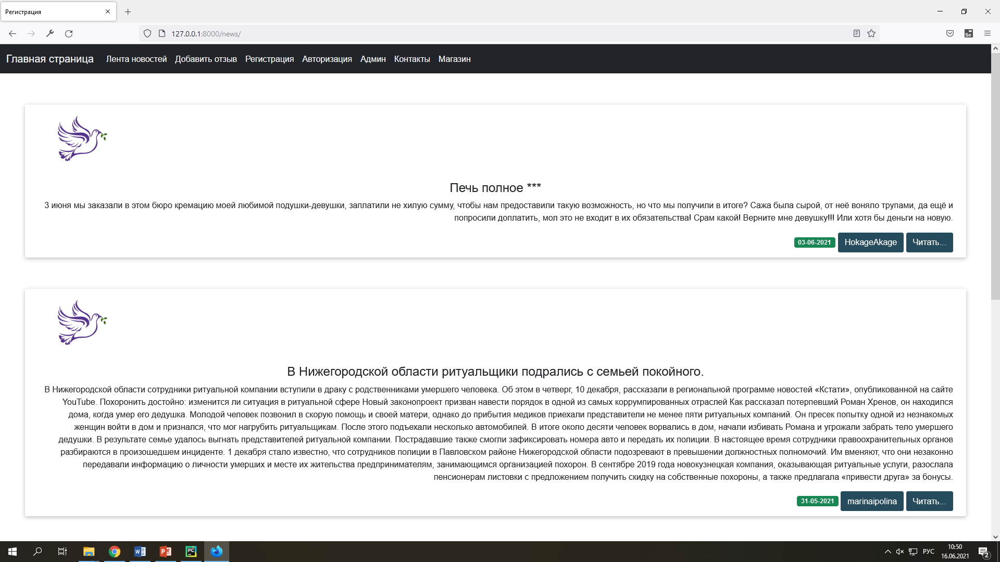 Регистрация
127.0.0.1:8000/news/
Se
Главная страница Лента новостей Добавить отзыв Регистрация Авторизация Админ Контакты Магазин
Печь полное ***
3 июня мы заказали в этом бюро кремацию моей любимой подушки-девушки, заплатили не хилую сумму, чтобы нам предоставили такую возможность, но что мы получили в итоге? Сажа была сырой, от неё воняло трупами, да ещё и
попросили доплатить, мол это не входит в их обязательства! Срам какой! Верните мне девушку!!! Или хотя бы деньги на новую.
03-06-2021 HokageAkage Читать...
В Нижегородской области ритуальщики подрались с семьей покойного.
В Нижегородской области сотрудники ритуальной компании вступили в драку с родственниками умершего человека. Об этом в четверг, 10 декабря, рассказали в региональной программе новостей «Кстати», опубликованной на сайте
YouTube. Похоронить достойно: изменится ли ситуация в ритуальной сфере Новый законопроект призван навести порядок в одной из самых коррумпированных отраслей Как рассказал потерпевший Роман Хренов, он находился
дома, когда умер его дедушка. Молодой человек позвонил в скорую помощь и своей матери, однако до прибытия медиков приехали представители не менее пяти ритуальных компаний. Он пресек попытку одной из незнакомых
женщин войти в дом и признался, что мог нагрубить ритуальщикам. После этого подъехали несколько автомобилей. В итоге около десяти человек ворвались в дом, начали избивать Романа и угрожали забрать тело умершего
дедушки. В результате семье удалось выгнать представителей ритуальной компании. Пострадавшие также смогли зафиксировать номера авто и передать их полиции. В настоящее время сотрудники правоохранительных органов
разбираются в произошедшем инциденте. 1 декабря стало известно, что сотрудников полиции в Павловском районе Нижегородской области подозревают в превышении должностных полномочий. Им вменяют, что они незаконно
передавали информацию о личности умерших и месте их жительства предпринимателям, занимающимся организацией похорон. В сентябре 2019 года новокузнецкая компания, оказывающая ритуальные услуги, разослала
пенсионерам листовки с предложением получить скидку на собственные похороны, а также предлагала «привести друга» за бонусы.
31-05-2021 marinaipolina Читать...
РУС
10:50
16.06.2021
2